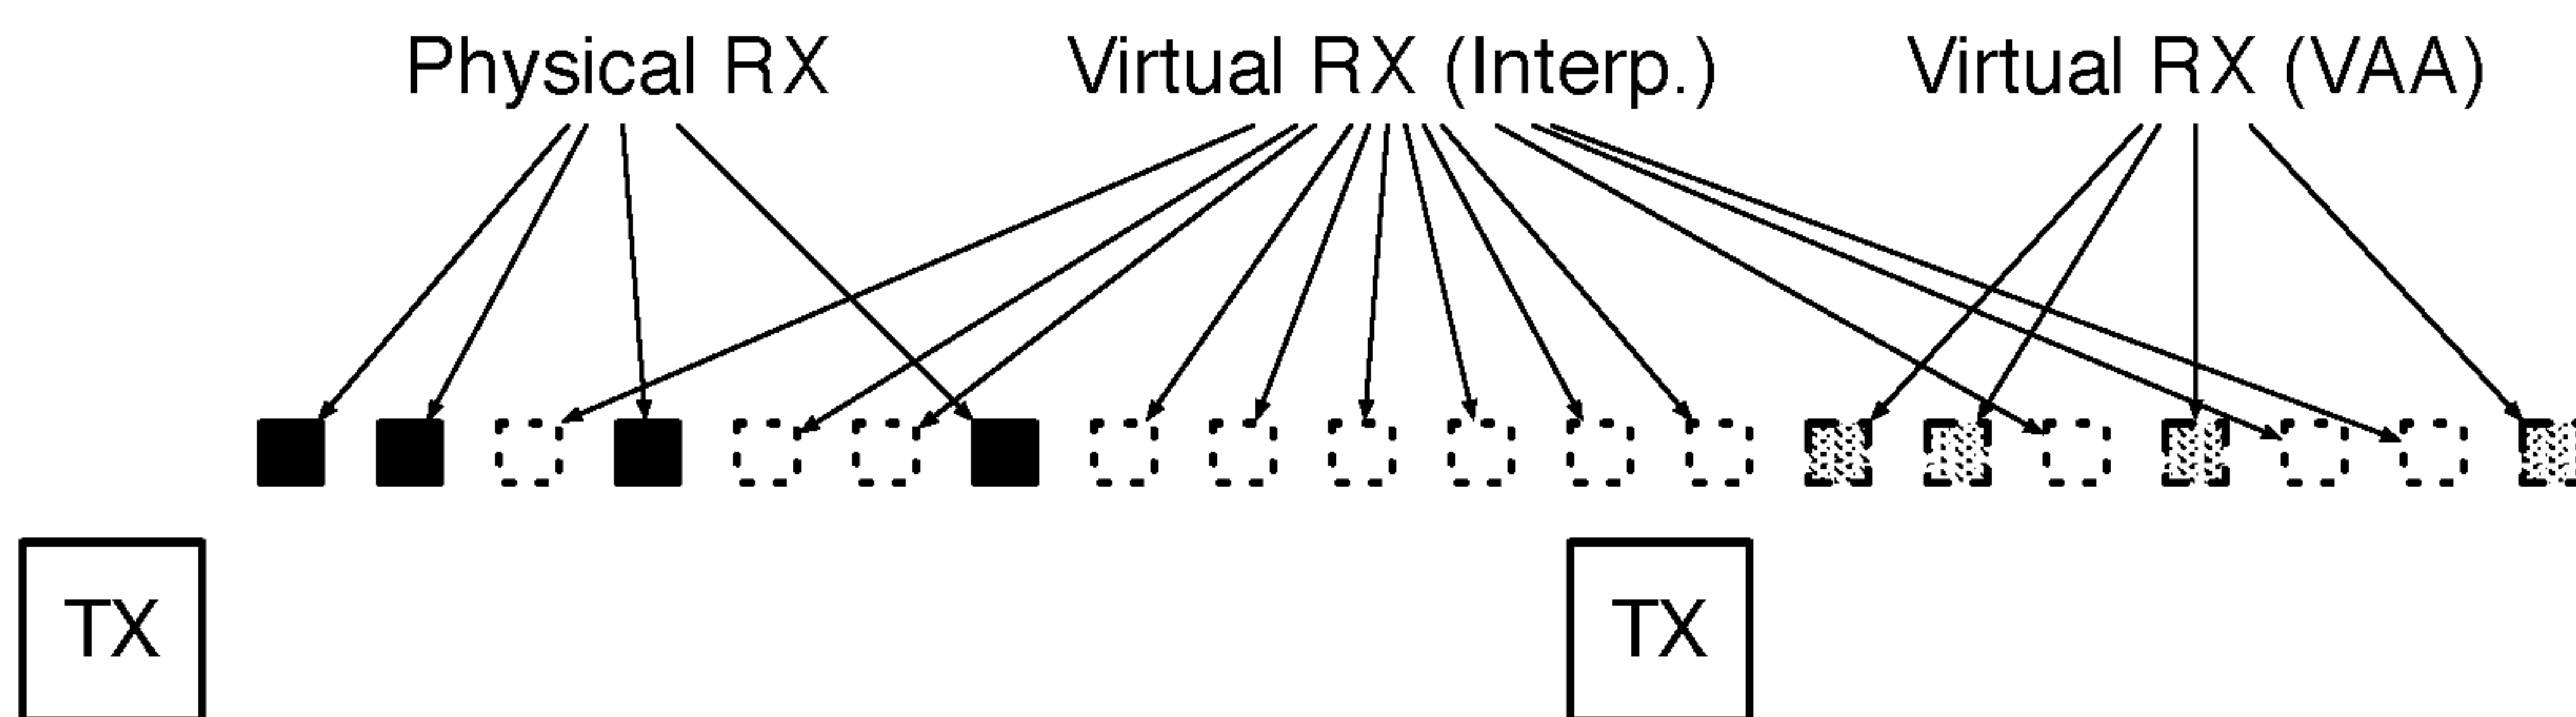 Physical RX Virtual RX (Interp.) Virtual RX (VAA)
TX TX